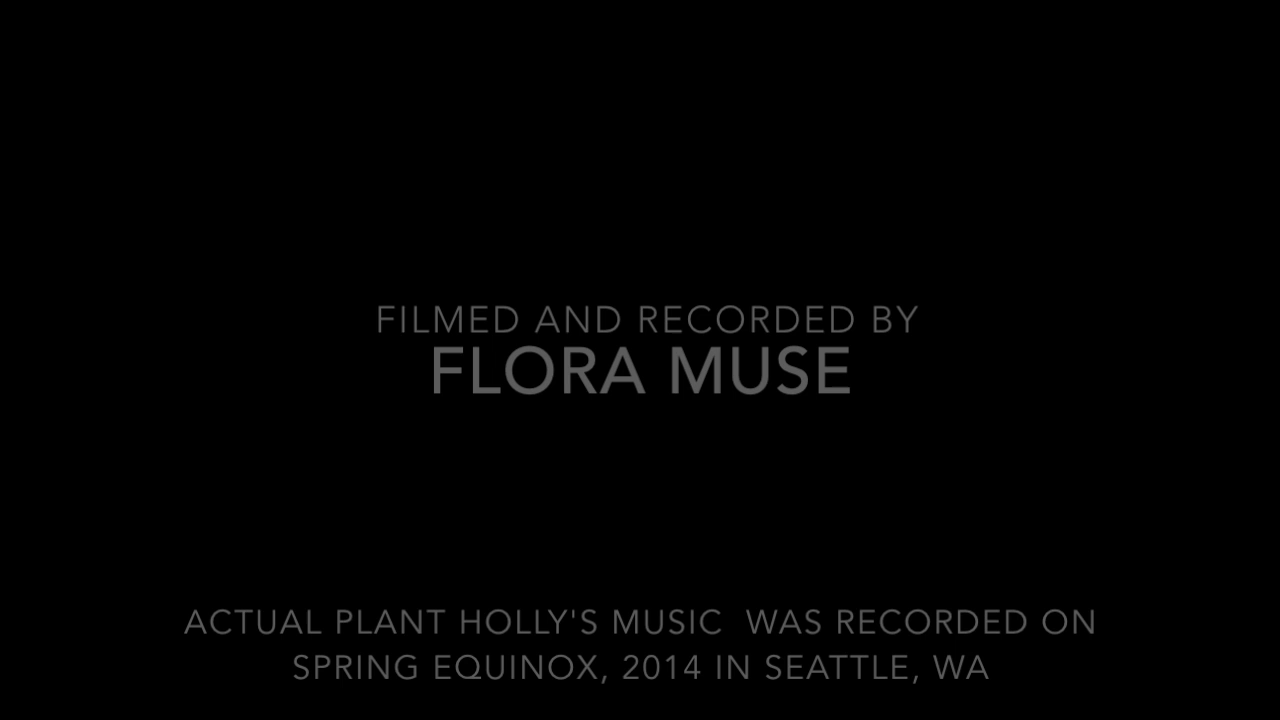 FILMED AND RECORDED BY
FLORA MUSE
ACTUAL PLANT HOLLY'S MUSIC  WAS RECORDED ON
SPRING EQUINOX, 2014 IN SEATTLE, WA